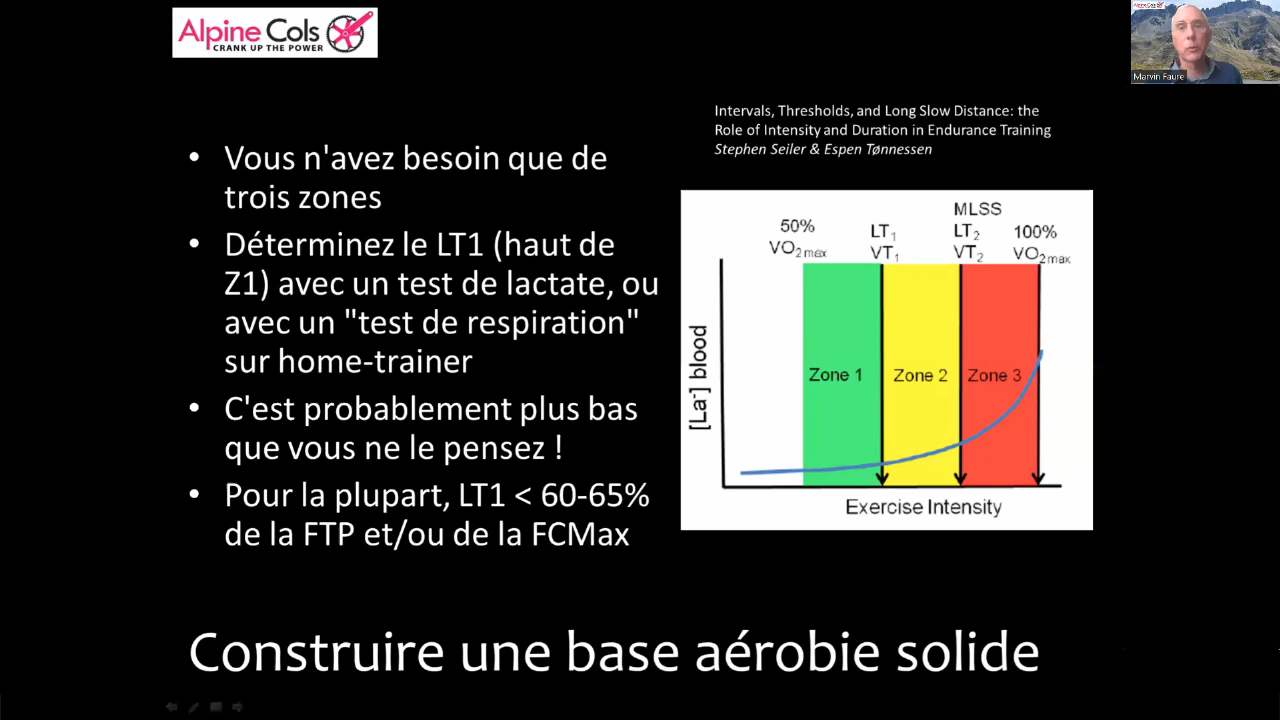 Alpine Cols
CRANK UP THE POWER
Alpine Cols
Marvin Faure
Intervals, Thresholds, and Long Slow Distance: the
Role of Intensity and Duration in Endurance Training
Stephen Seiler & Espen Tønnessen
• Vous n'avez besoin que de
trois zones
• Déterminez le LT1 (haut de
Z1) avec un test de lactate, ou
avec un "test de respiration"
sur home-trainer
• C'est probablement plus bas
que vous ne le pensez !
• Pour la plupart, LT1 < 60-65%
de la FTP et/ou de la FCMax
50%
VO₂max
LT₁
VT₁
MLSS
LT₂
VT₂
100%
VO₂max
[La⁻] blood
Zone 1
Zone 2
Zone 3
Exercise Intensity
Construire une base aérobie solide